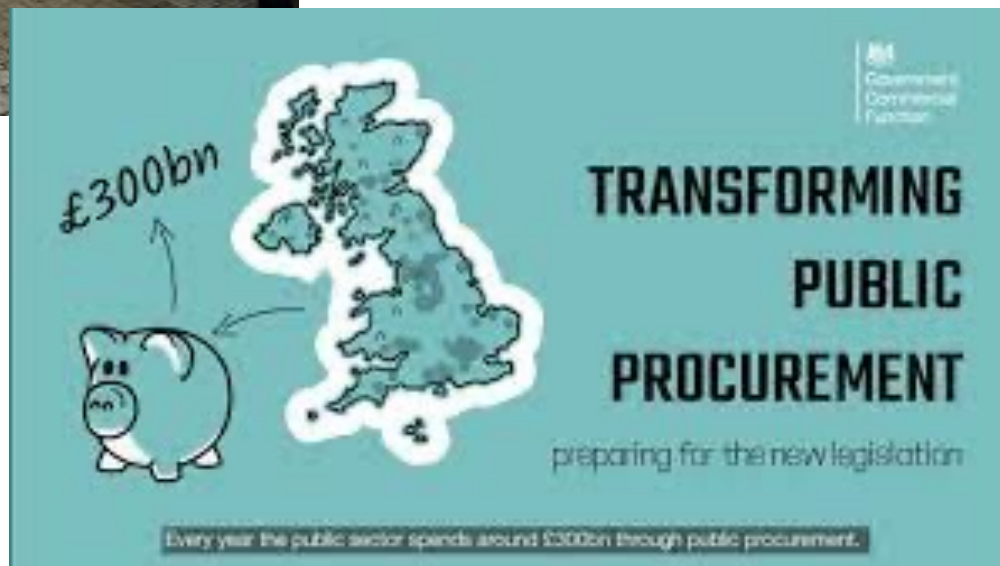 Government
Commercial
Function
£300bn
TRANSFORMING
PUBLIC
PROCUREMENT
preparing for the new legislation
Every year the public sector spends around £300bn through public procurement.